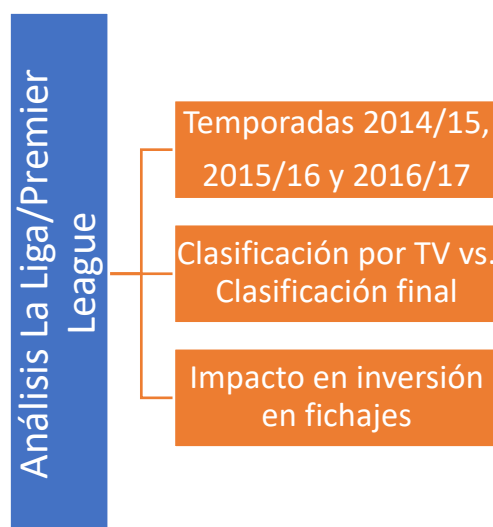 Análisis La Liga/Premier
League
Temporadas 2014/15,
2015/16 y 2016/17
Clasificación por TV vs.
Clasificación final
Impacto en inversión
en fichajes